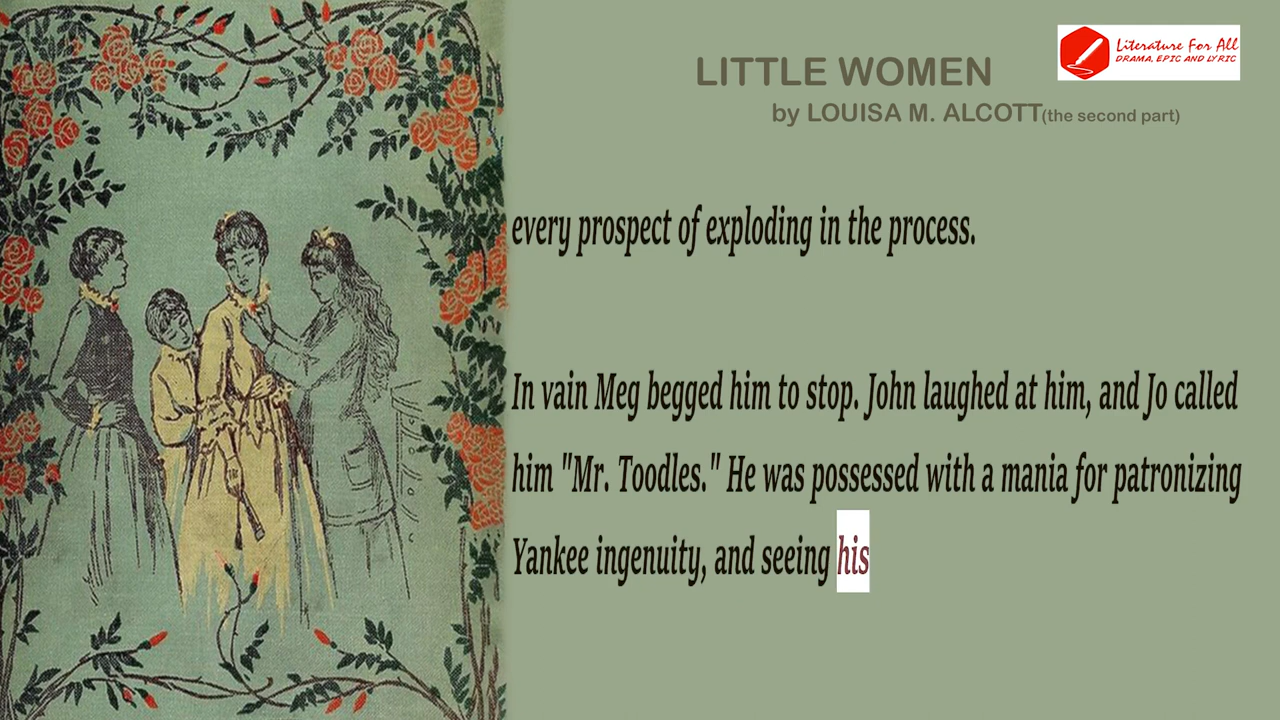 LITTLE WOMEN
Literature For All
DRAMA, EPIC AND LYRIC
by LOUISA M. ALCOTT(the second part)
every prospect of exploding in the process.
In vain Meg begged him to stop. John laughed at him, and Jo called
him "Mr. Toodles." He was possessed with a mania for patronizing
Yankee ingenuity, and seeing his